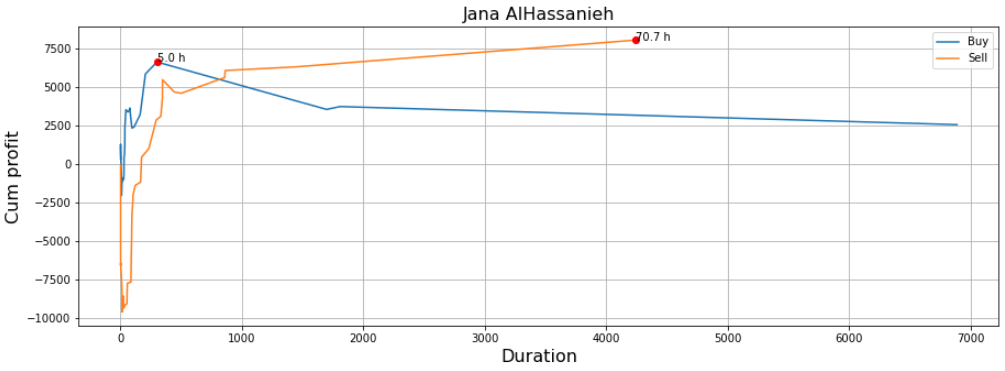 Jana AlHassanieh
Cum profit
7500
5000
2500
0
−2500
−5000
−7500
−10000
5.0 h
70.7 h
Buy
Sell
0
1000
2000
3000
4000
5000
6000
7000
Duration